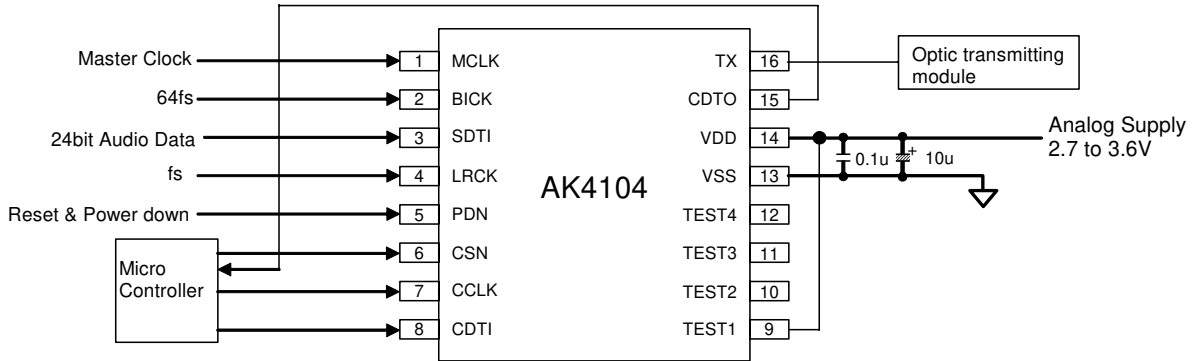 Master Clock
64fs
24bit Audio Data
fs
Reset & Power down
Micro
Controller
1 MCLK
2 BICK
3 SDTI
4 LRCK
5 PDN
6 CSN
7 CCLK
8 CDTI
AK4104
TX 16
CDTO 15
VDD 14
VSS 13
TEST4 12
TEST3 11
TEST2 10
TEST1 9
Optic transmitting
module
0.1u
+
10u
Analog Supply
2.7 to 3.6V